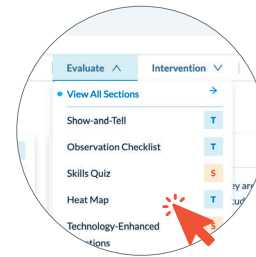 Evaluate Intervention
View All Sections
Show-and-Tell T
Observation Checklist T
Skills Quiz S
Heat Map T
Technology-Enhanced S